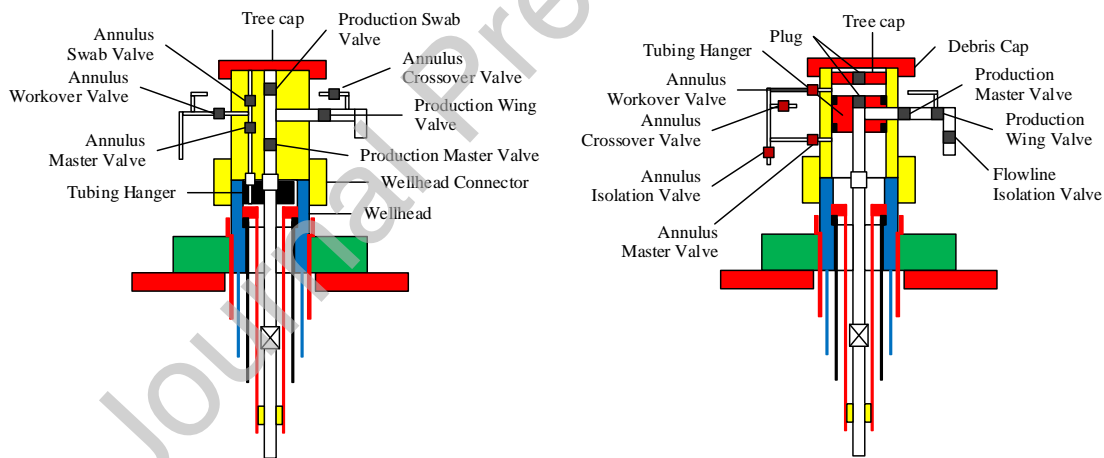 Tree cap
Production Swab
Valve
Annulus
Swab Valve
Annulus
Crossover Valve
Annulus
Workover Valve
Production Wing
Valve
Annulus
Master Valve
Production Master Valve
Tubing Hanger
Wellhead Connector
Wellhead
Tree cap
Plug
Tubing Hanger
Debris Cap
Annulus
Workover Valve
Production
Master Valve
Annulus
Crossover Valve
Production
Wing Valve
Annulus
Isolation Valve
Flowline
Isolation Valve
Annulus
Master Valve
Journal Pre